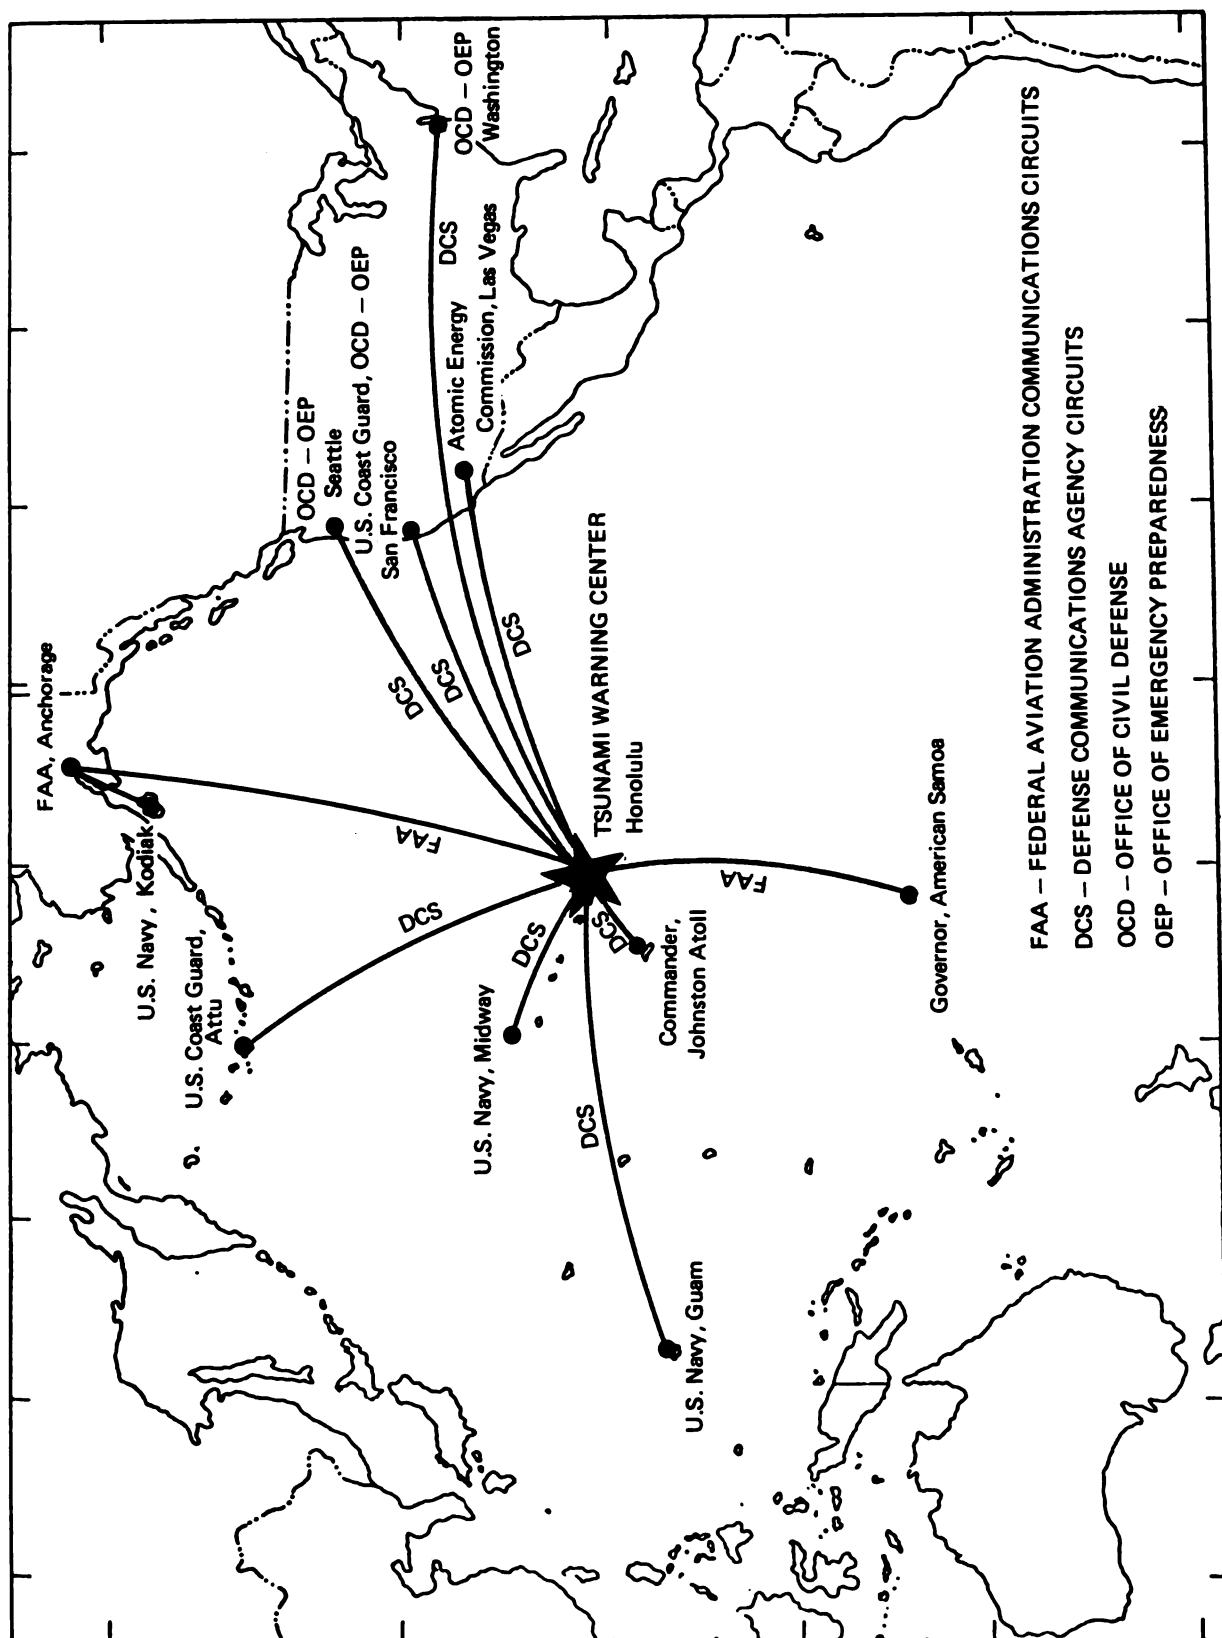 FAA, Anchorage
U.S. Navy, Kodiak
U.S. Coast Guard,
Attu
OCD – OEP
Seattle
U.S. Coast Guard, OCD – OEP
San Francisco
OCD – OEP
Washington
Atomic Energy
Commission, Las Vegas
DCS
DCS
DCS
DCS
FAA
DCS
DCS
DCS
DCS
FAA
TSUNAMI WARNING CENTER
Honolulu
U.S. Navy, Midway
Commander,
Johnston Atoll
U.S. Navy, Guam
Governor, American Samoa
FAA – FEDERAL AVIATION ADMINISTRATION COMMUNICATIONS CIRCUITS
DCS – DEFENSE COMMUNICATIONS AGENCY CIRCUITS
OCD – OFFICE OF CIVIL DEFENSE
OEP – OFFICE OF EMERGENCY PREPAREDNESS